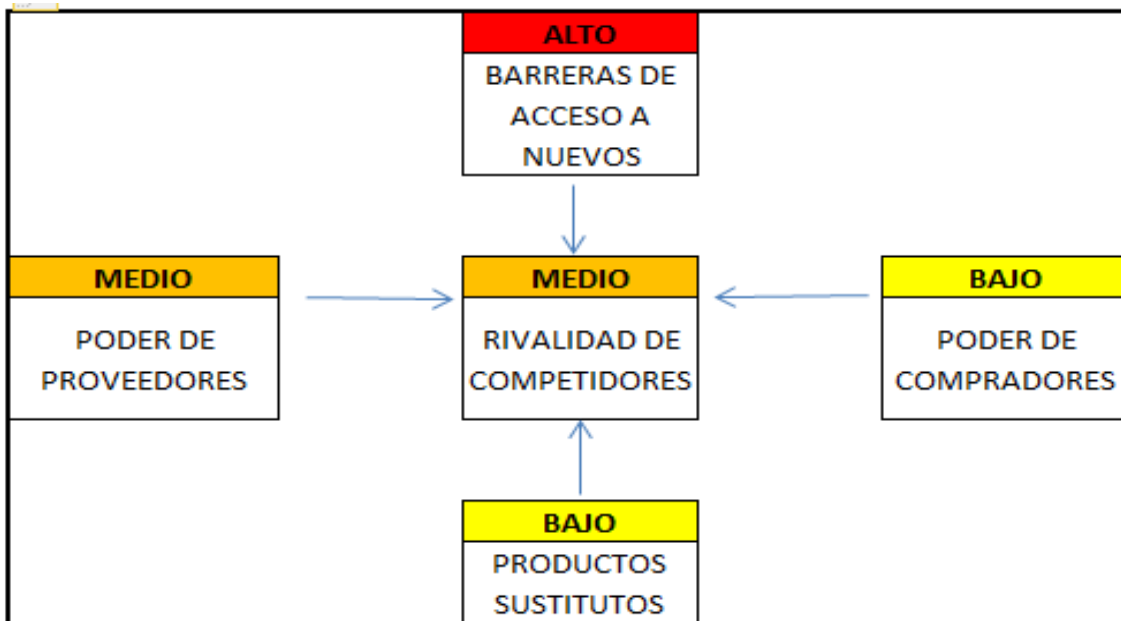 ALTO
BARRERAS DE
ACCESO A
NUEVOS
MEDIO
PODER DE
PROVEEDORES
MEDIO
RIVALIDAD DE
COMPETIDORES
BAJO
PODER DE
COMPRADORES
BAJO
PRODUCTOS
SUSTITUTOS